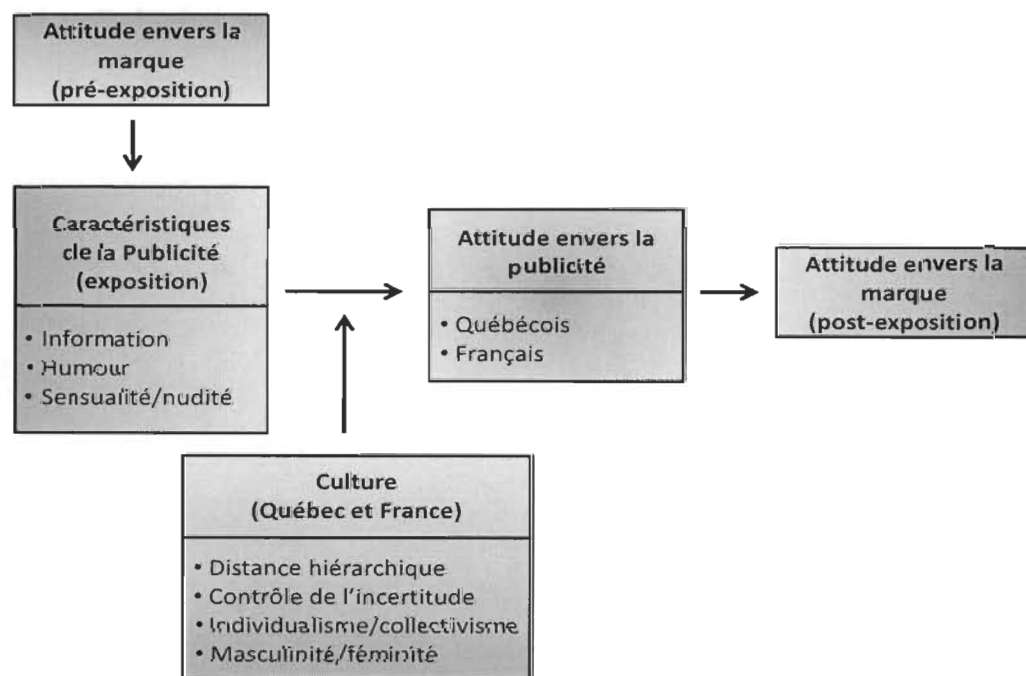 Attitude envers la
marque
(pré-exposition)
Caractéristiques
de la Publicité
(exposition)
• Information
• Humour
• Sensualité/nudité
Attitude envers la
publicité
• Québécois
• Français
Attitude envers la
marque
(post-exposition)
Culture
(Québec et France)
• Distance hiérarchique
• Contrôle de l'incertitude
• Individualisme/collectivisme
• Masculinité/féminité